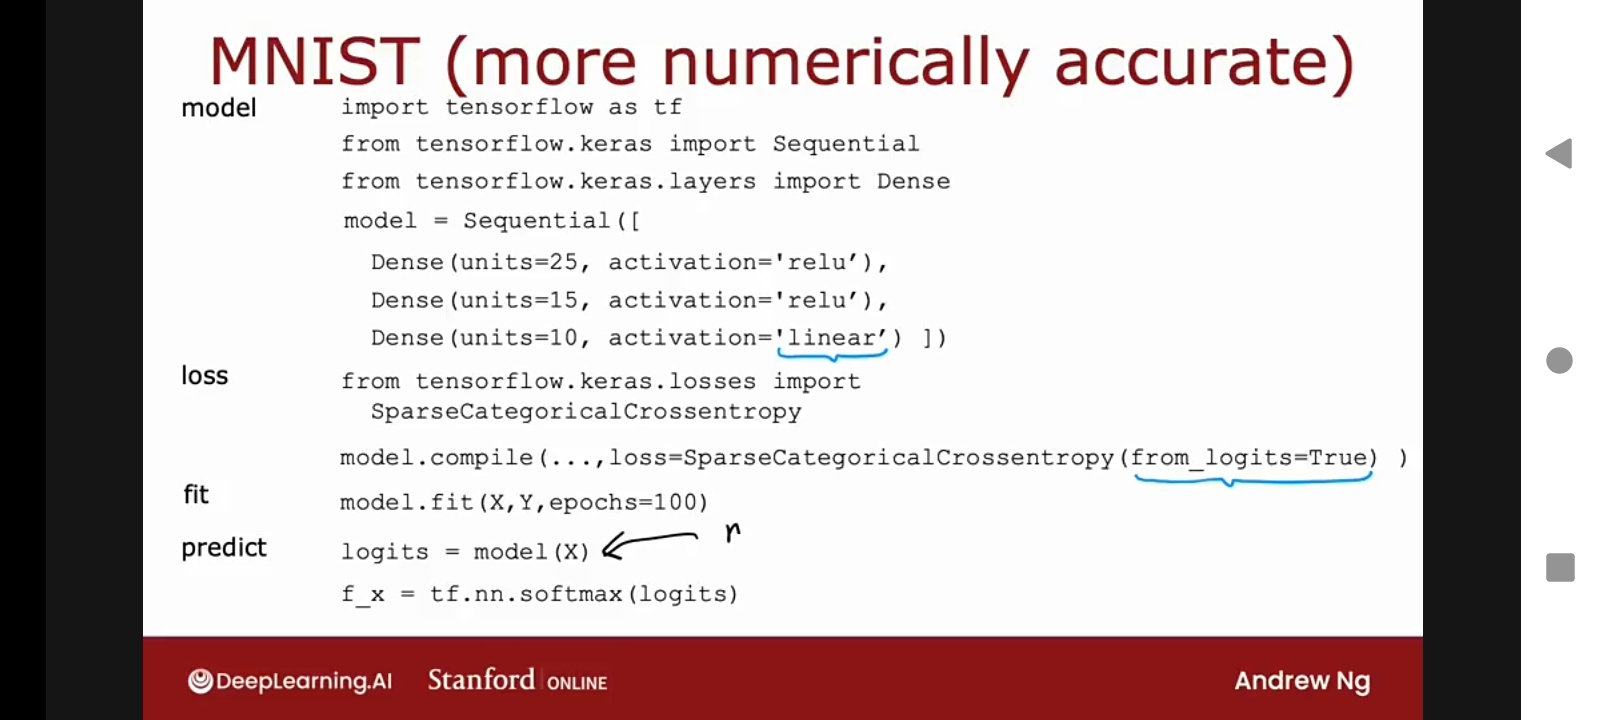 MNIST (more numerically accurate)
model import tensorflow as tf
from tensorflow.keras import Sequential
from tensorflow.keras.layers import Dense
model = Sequential([
Dense(units=25, activation='relu’),
Dense(units=15, activation='relu’),
Dense(units=10, activation='linear’) ])
loss from tensorflow.keras.losses import
SparseCategoricalCrossentropy
model.compile(...,loss=SparseCategoricalCrossentropy(from_logits=True) )
fit model.fit(X,Y,epochs=100)
n
predict logits = model(X)
f_x = tf.nn.softmax(logits)
DeepLearning.AI Stanford ONLINE Andrew Ng